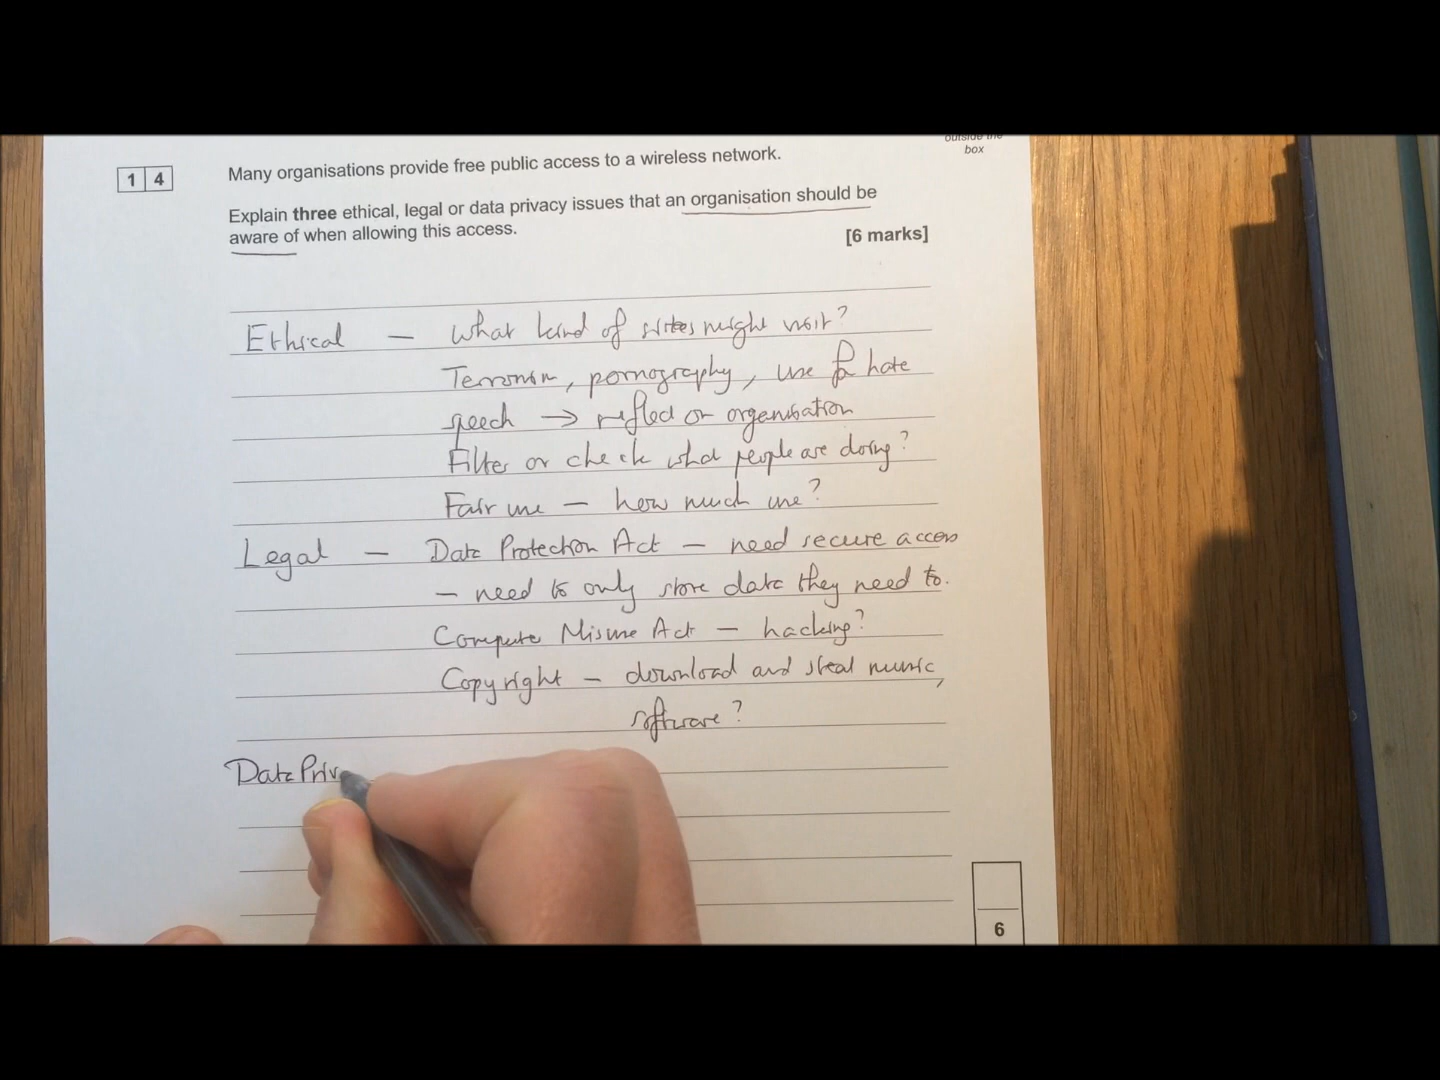 outside the
box
1 4
Many organisations provide free public access to a wireless network.
Explain three ethical, legal or data privacy issues that an organisation should be
aware of when allowing this access.
[6 marks]
Ethical — What kind of sites might visit?
Terrorism, pornography, use for hate
speech → reflect on organisation
Filter or check what people are doing?
Fair use — how much use?
Legal — Data Protection Act — need secure access
— need to only store data they need to.
Computer Misuse Act — hacking?
Copyright — download and steal music,
software?
Data Priv
6